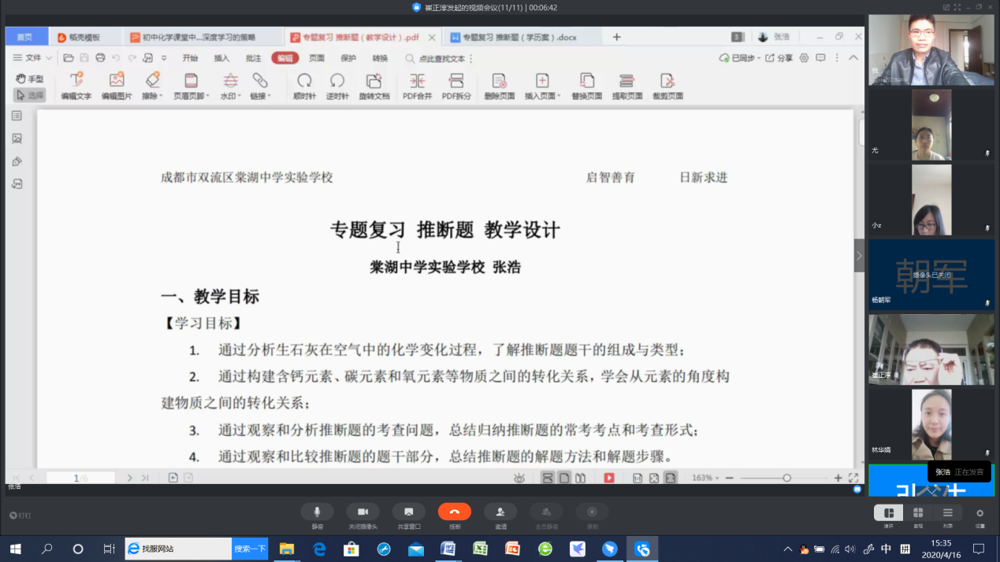 崔正淳发起的视频会议(11/11) | 00:06:42
首页 稻壳模板 初中化学课堂中...深度学习的策略 专题复习 推断题（教学设计）.pdf 专题复习 推断题（学历案）.docx 3 张浩
文件 开始 插入 批注 编辑 页面 保护 转换 点此查找文本 已同步 分享
手型 选择 编辑文字 编辑图片 擦除 页眉页脚 水印 链接 顺时针 逆时针 旋转文档 PDF合并 PDF拆分 删除页面 插入页面 替换页面 提取页面 裁剪页面
成都市双流区棠湖中学实验学校 启智善育 日新求进
专题复习 推断题 教学设计
棠湖中学实验学校 张浩
一、教学目标
【学习目标】
1. 通过分析生石灰在空气中的化学变化过程，了解推断题题干的组成与类型；
2. 通过构建含钙元素、碳元素和氧元素等物质之间的转化关系，学会从元素的角度构
建物质之间的转化关系；
3. 通过观察和分析推断题的考查问题，总结归纳推断题的常考考点和考查形式；
4. 通过观察和比较推断题的题干部分，总结推断题的解题方法和解题步骤。
1/6 163%
张浩
我
尤
小z
朝军
摄像头已关闭
杨朝军
崔正淳
林华娟
张浩 正在发言
钉钉
静音 关闭摄像头 共享窗口 挂断 邀请 全员静音 录制 演讲 宫格 列表 设置
找服网站 搜索一下 中 拼
15:35
2020/4/16